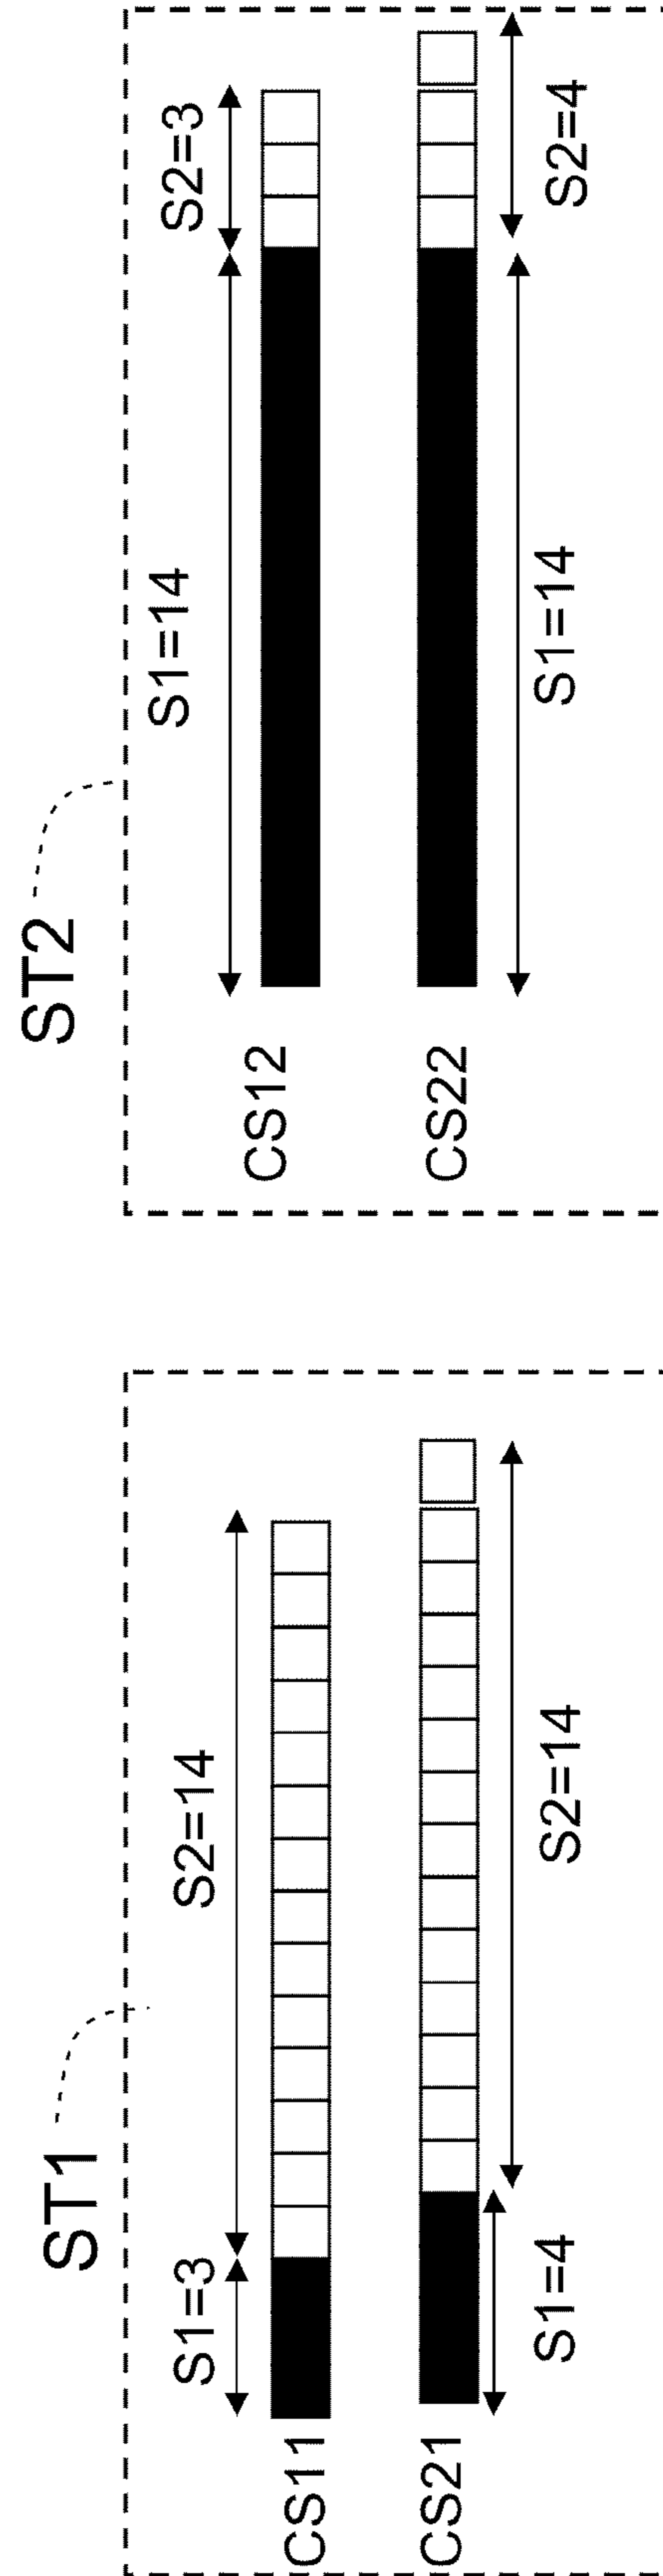 ST1
S1=3
S2=14
CS11
CS21
S1=4
S2=14
ST2
S1=14
S2=3
CS12
CS22
S1=14
S2=4